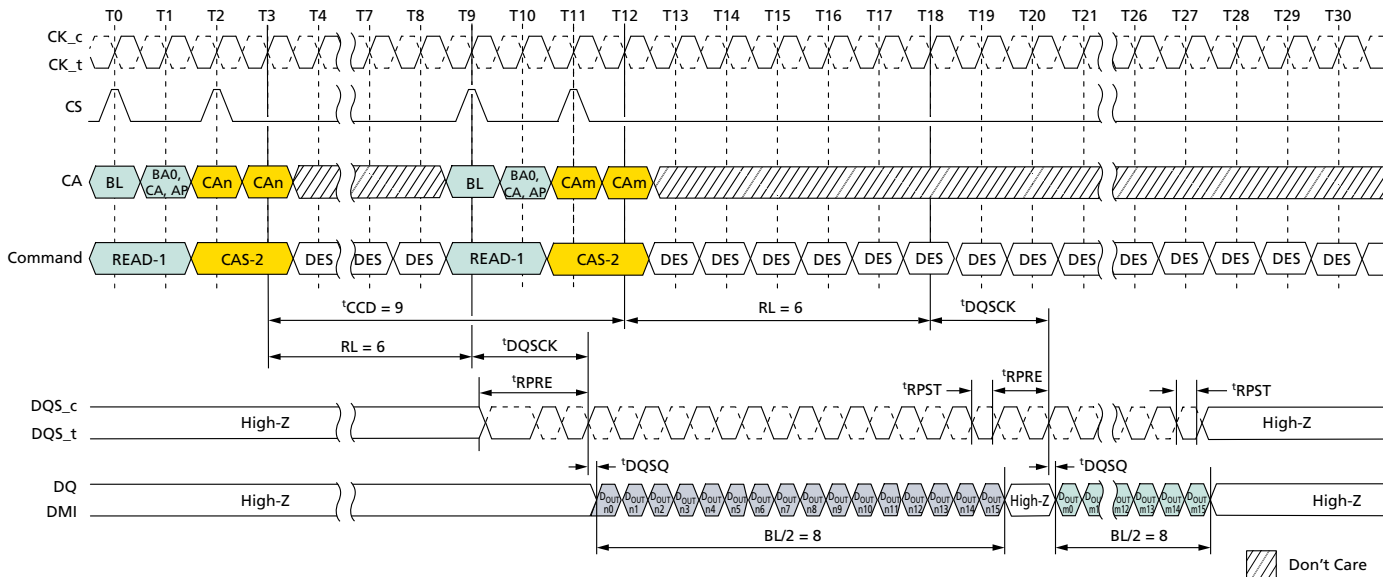 T0 T1 T2 T3 T4 T7 T8 T9 T10 T11 T12 T13 T14 T15 T16 T17 T18 T19 T20 T21 T26 T27 T28 T29 T30
CK_c
CK_t
CS
CA BL BA0, CA, AP CAn CAn BL BA0, CA, AP CAm CAm
Command READ-1 CAS-2 DES DES DES READ-1 CAS-2 DES DES DES DES DES DES DES DES DES DES DES DES DES DES
tCCD = 9 RL = 6 tDQSCK
RL = 6 tDQSCK
tRPRE tRPST tRPRE tRPST
DQS_c
DQS_t
High-Z High-Z
tDQSQ tDQSQ
DQ
DMI
High-Z DOUT n0 DOUT n1 DOUT n2 DOUT n3 DOUT n4 DOUT n5 DOUT n6 DOUT n7 DOUT n8 DOUT n9 DOUT n10 DOUT n11 DOUT n12 DOUT n13 DOUT n14 DOUT n15 High-Z DOUT m0 DOUT m1 DOUT m12 DOUT m13 DOUT m14 DOUT m15 High-Z
BL/2 = 8 BL/2 = 8
Don't Care